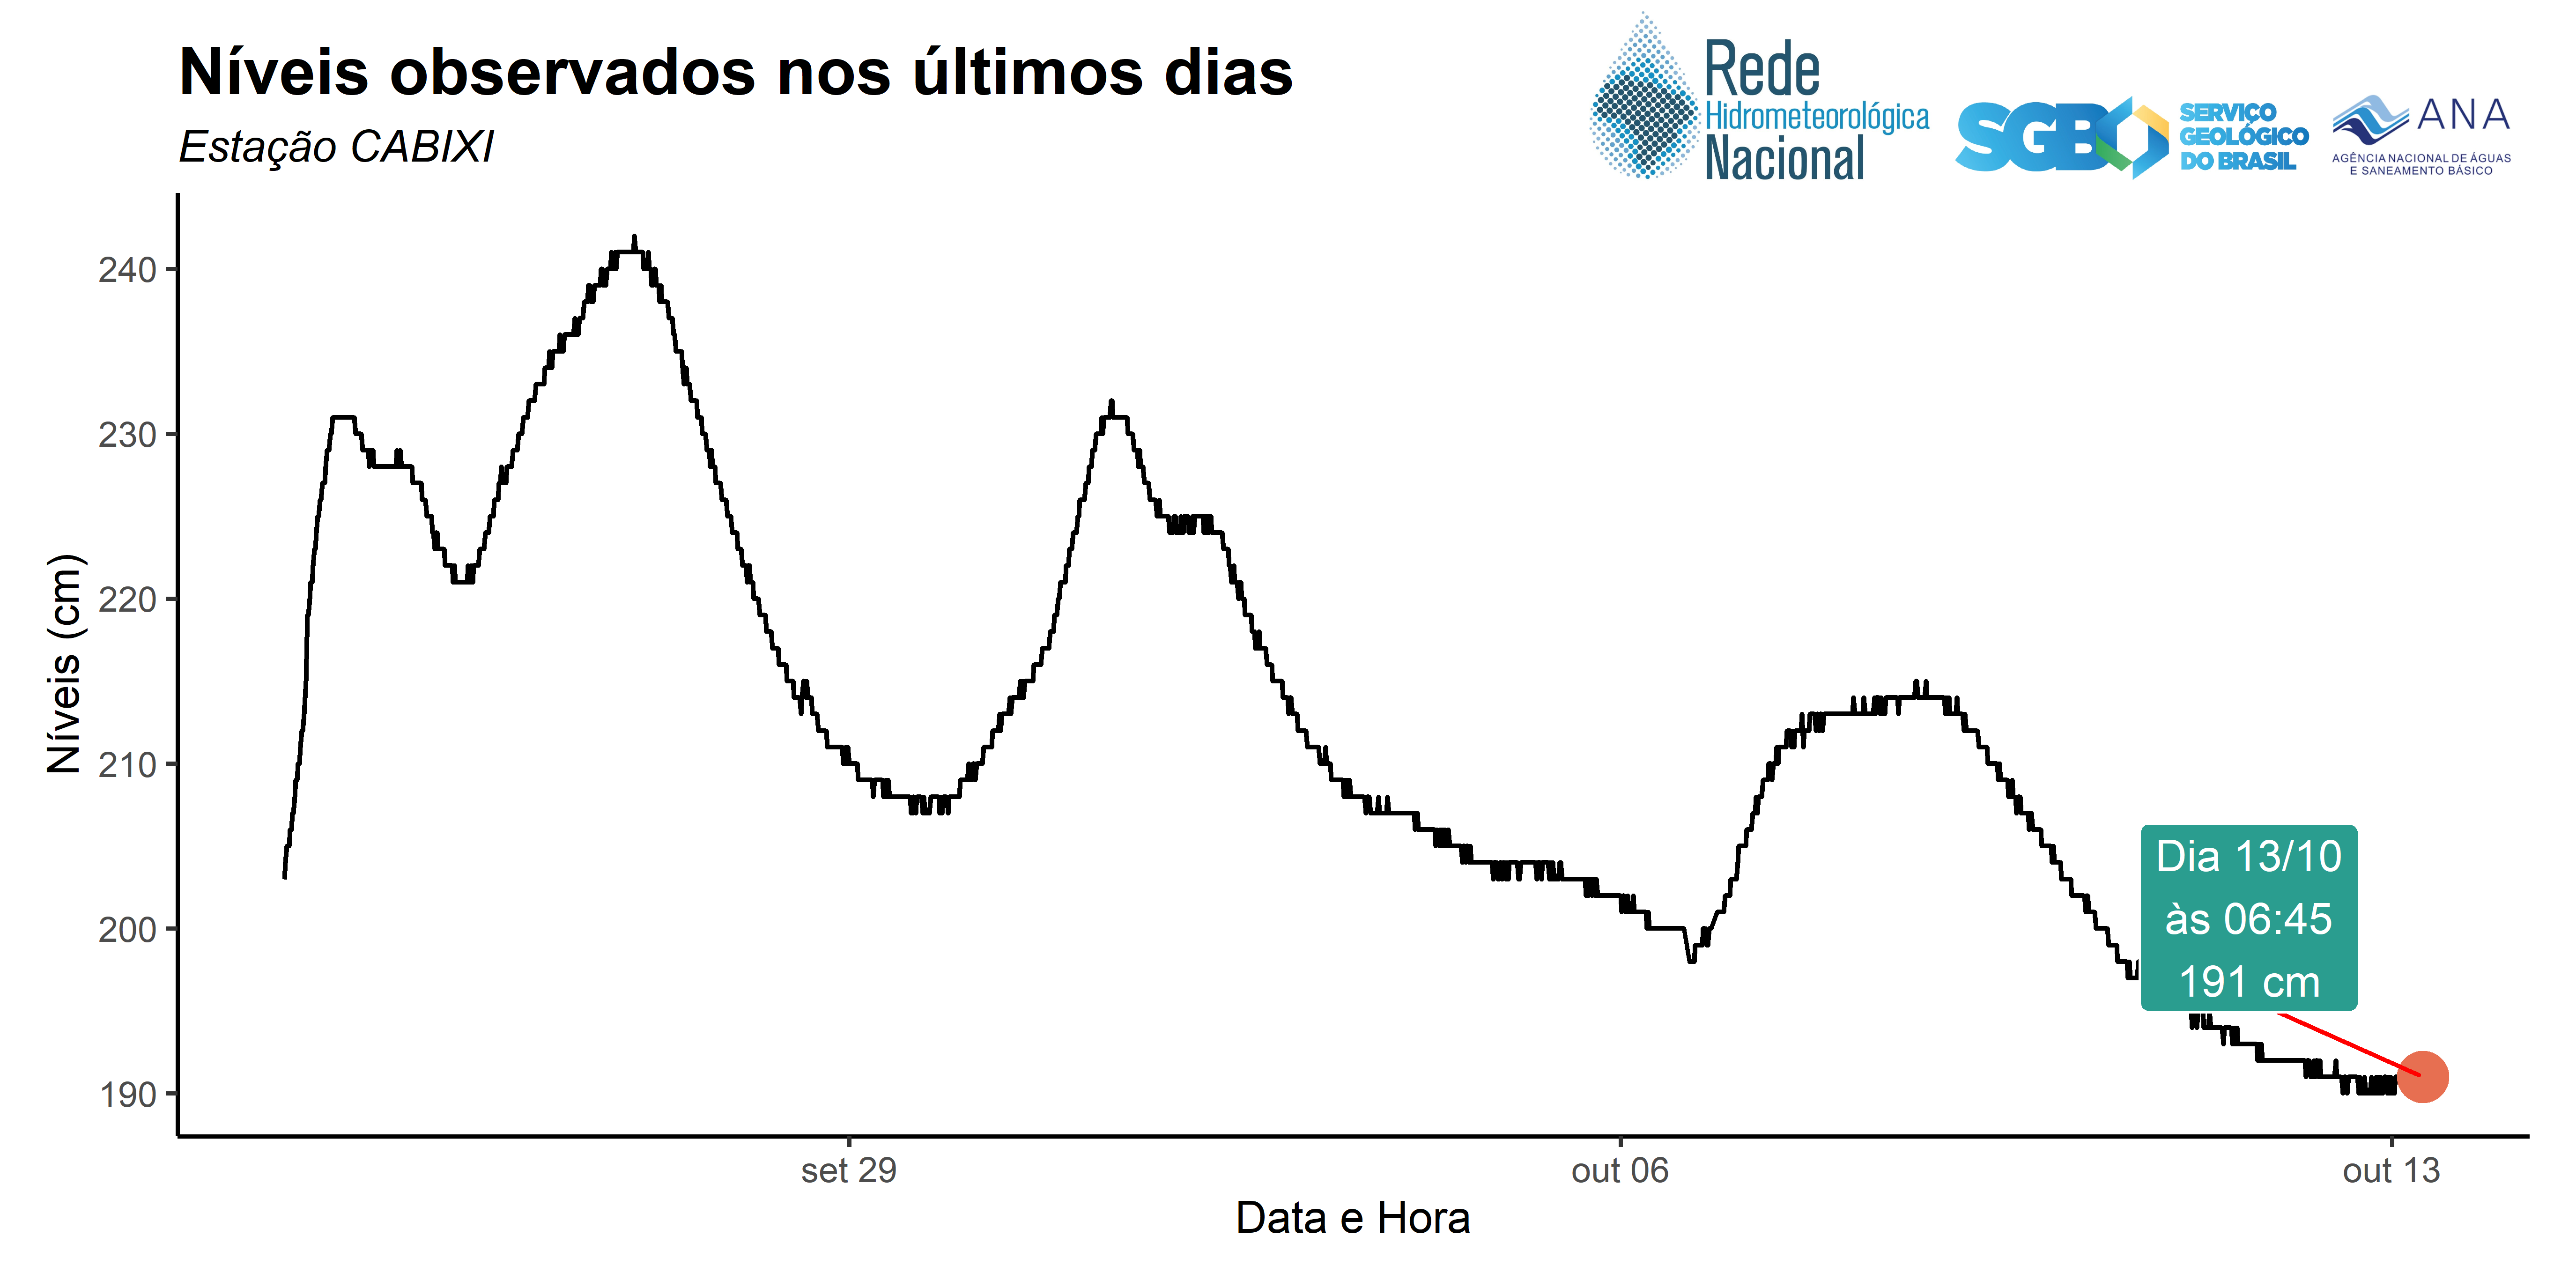 Níveis observados nos últimos dias
Estação CABIXI
Rede
Hidrometeorológica
Nacional
SGB
SERVIÇO
GEOLÓGICO
DO BRASIL
ANA
AGÊNCIA NACIONAL DE ÁGUAS
E SANEAMENTO BÁSICO
Níveis (cm)
240
230
220
210
200
190
Dia 13/10
às 06:45
191 cm
set 29
out 06
out 13
Data e Hora